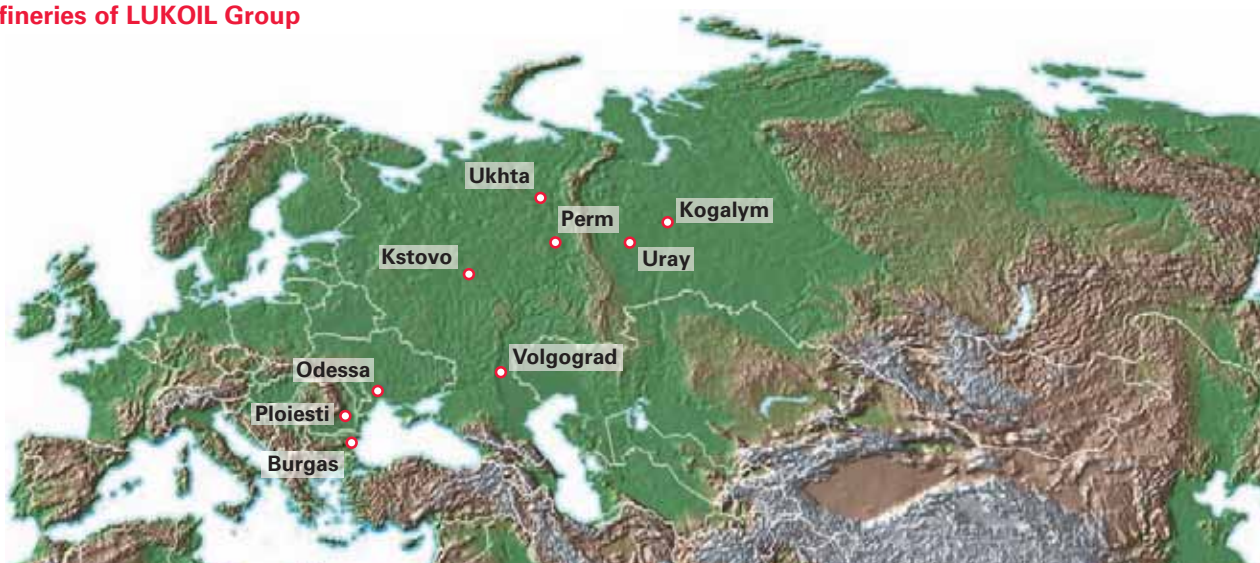 fineries of LUKOIL Group
Ukhta
Perm
Kogalym
Kstovo
Uray
Volgograd
Odessa
Ploiesti
Burgas